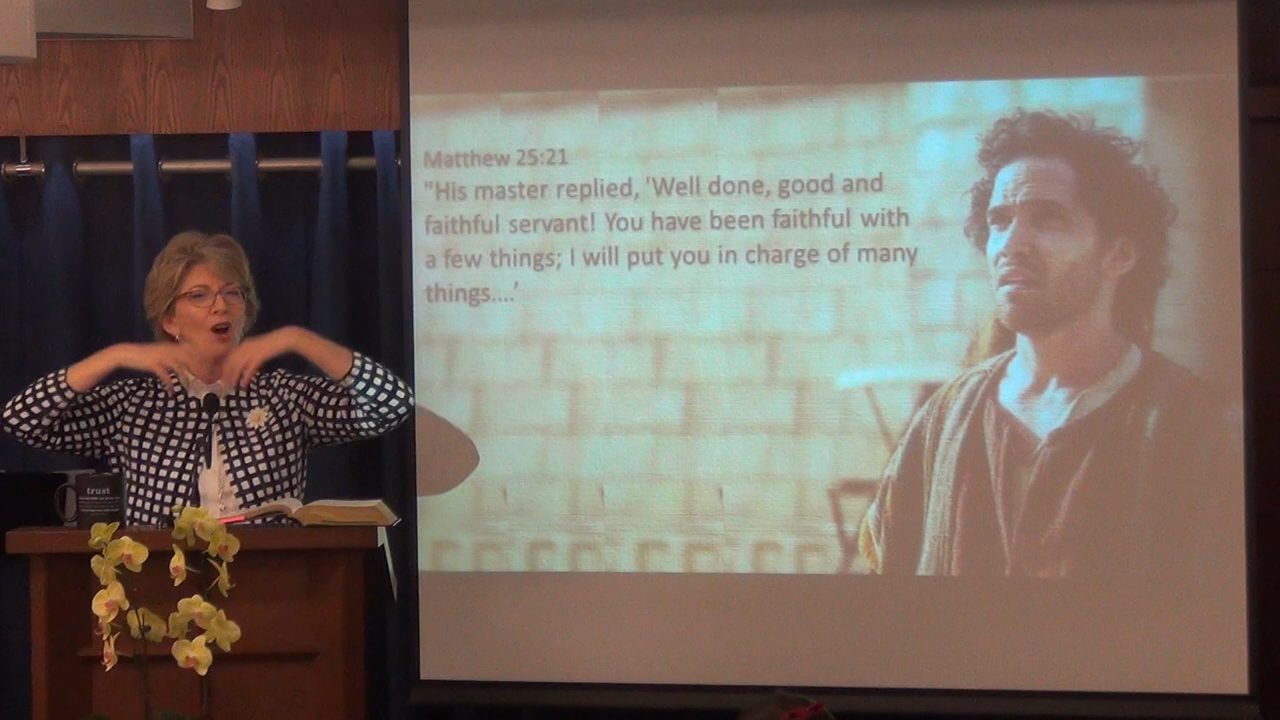 Matthew 25:21
"His master replied, 'Well done, good and
faithful servant! You have been faithful with
a few things; I will put you in charge of many
things....'
trust